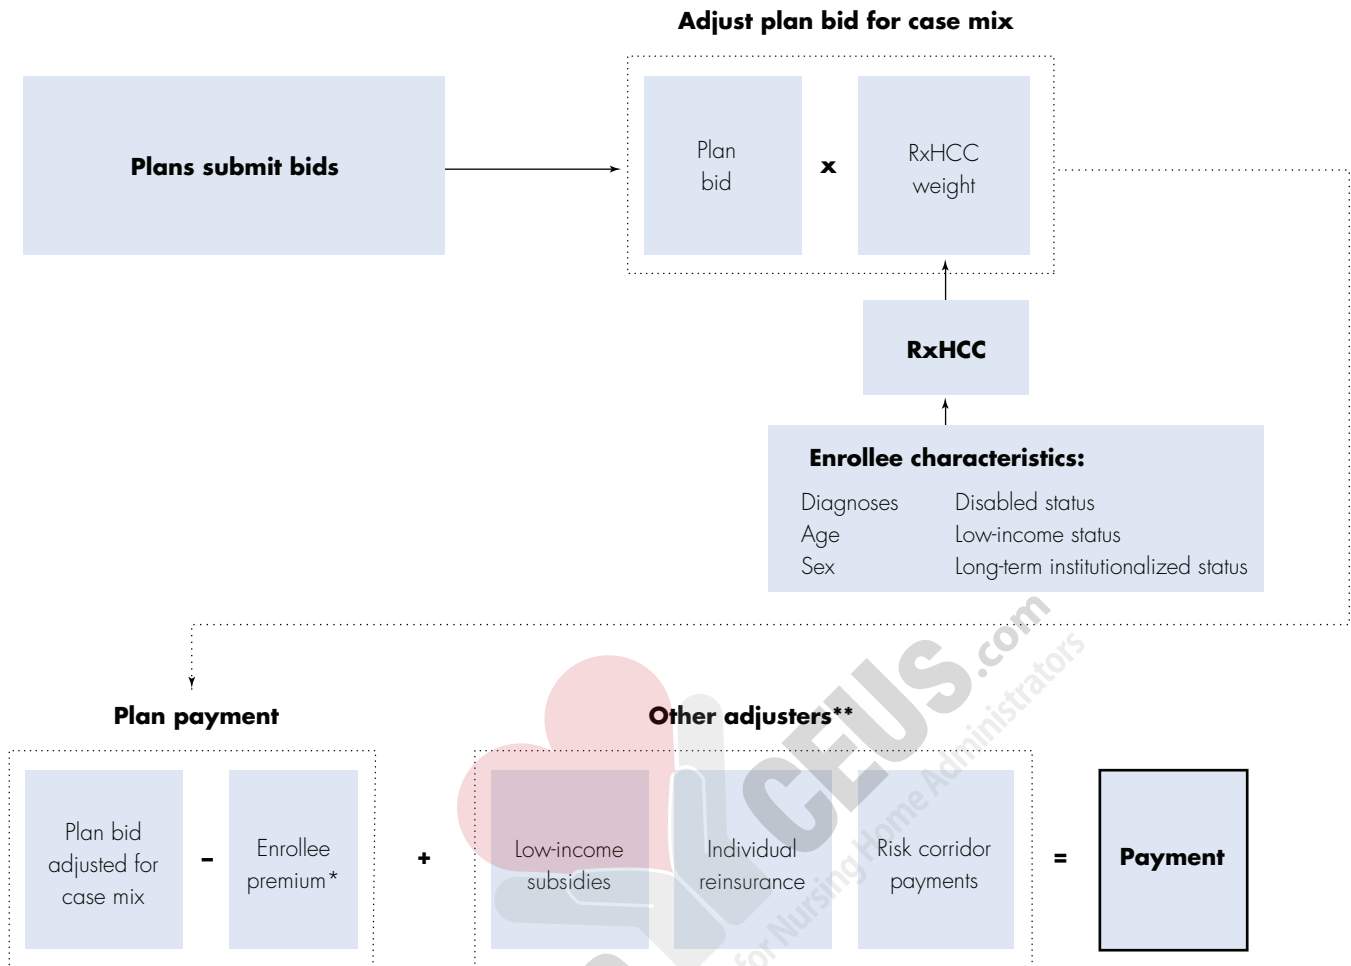 Adjust plan bid for case mix
Plans submit bids
Plan
bid
x
RxHCC
weight
RxHCC
Enrollee characteristics:
Diagnoses Disabled status
Age Low-income status
Sex Long-term institutionalized status
Plan payment
Other adjusters**
Plan bid
adjusted for
case mix
–
Enrollee
premium*
+
Low-income
subsidies
Individual
reinsurance
Risk corridor
payments
=
Payment
CEUS.com
for Nursing Home Administrators